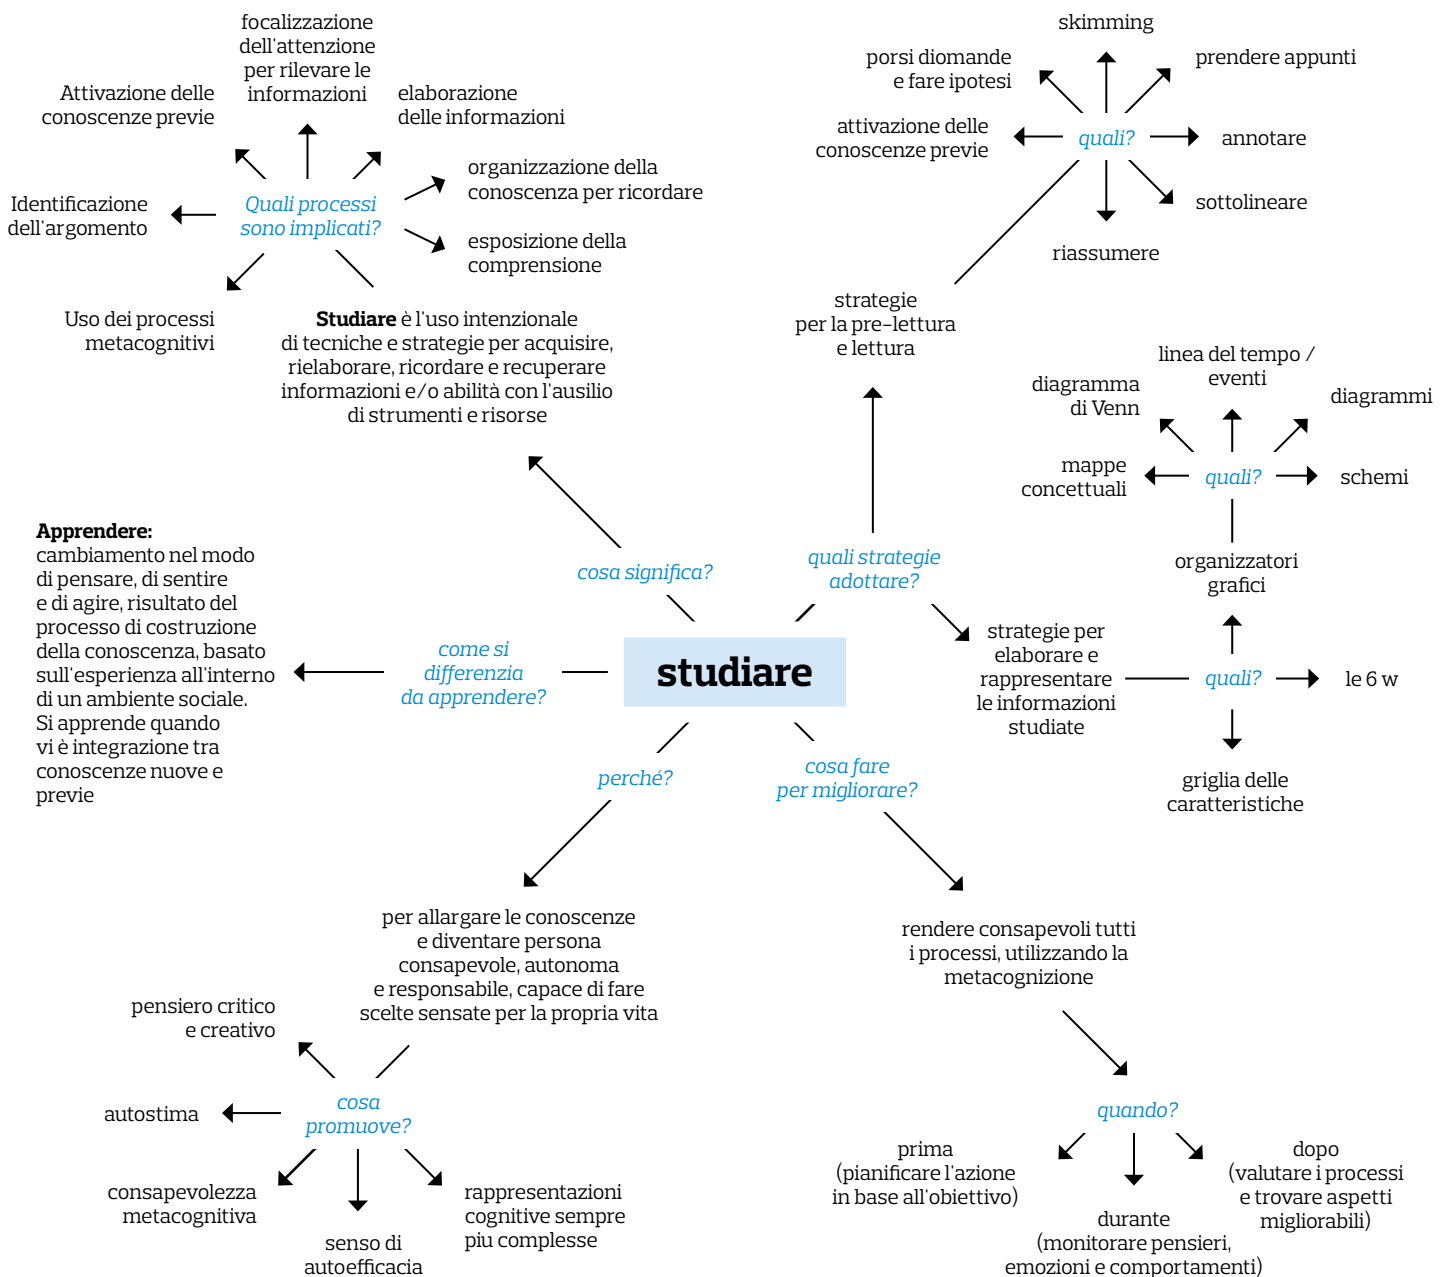 focalizzazione
dell'attenzione
per rilevare le
informazioni
Attivazione delle
conoscenze previe
elaborazione
delle informazioni
Identificazione
dell'argomento
Quali processi
sono implicati?
organizzazione della
conoscenza per ricordare
esposizione della
comprensione
Uso dei processi
metacognitivi
Studiare è l'uso intenzionale
di tecniche e strategie per acquisire,
rielaborare, ricordare e recuperare
informazioni e/o abilità con l'ausilio
di strumenti e risorse
skimming
porsi diomande
e fare ipotesi
prendere appunti
attivazione delle
conoscenze previe
quali?
annotare
sottolineare
riassumere
strategie
per la pre-lettura
e lettura
linea del tempo /
eventi
diagramma
di Venn
diagrammi
mappe
concettuali
quali?
schemi
organizzatori
grafici
cosa significa?
quali strategie
adottare?
Apprendere:
cambiamento nel modo
di pensare, di sentire
e di agire, risultato del
processo di costruzione
della conoscenza, basato
sull'esperienza all'interno
di un ambiente sociale.
Si apprende quando
vi è integrazione tra
conoscenze nuove e
previe
come si
differenzia
da apprendere?
studiare
strategie per
elaborare e
rappresentare
le informazioni
studiate
quali?
le 6 w
griglia delle
caratteristiche
perché?
cosa fare
per migliorare?
per allargare le conoscenze
e diventare persona
consapevole, autonoma
e responsabile, capace di fare
scelte sensate per la propria vita
rendere consapevoli tutti
i processi, utilizzando la
metacognizione
pensiero critico
e creativo
autostima
cosa
promuove?
consapevolezza
metacognitiva
senso di
autoefficacia
rappresentazioni
cognitive sempre
piu complesse
quando?
prima
(pianificare l'azione
in base all'obiettivo)
durante
(monitorare pensieri,
emozioni e comportamenti)
dopo
(valutare i processi
e trovare aspetti
migliorabili)